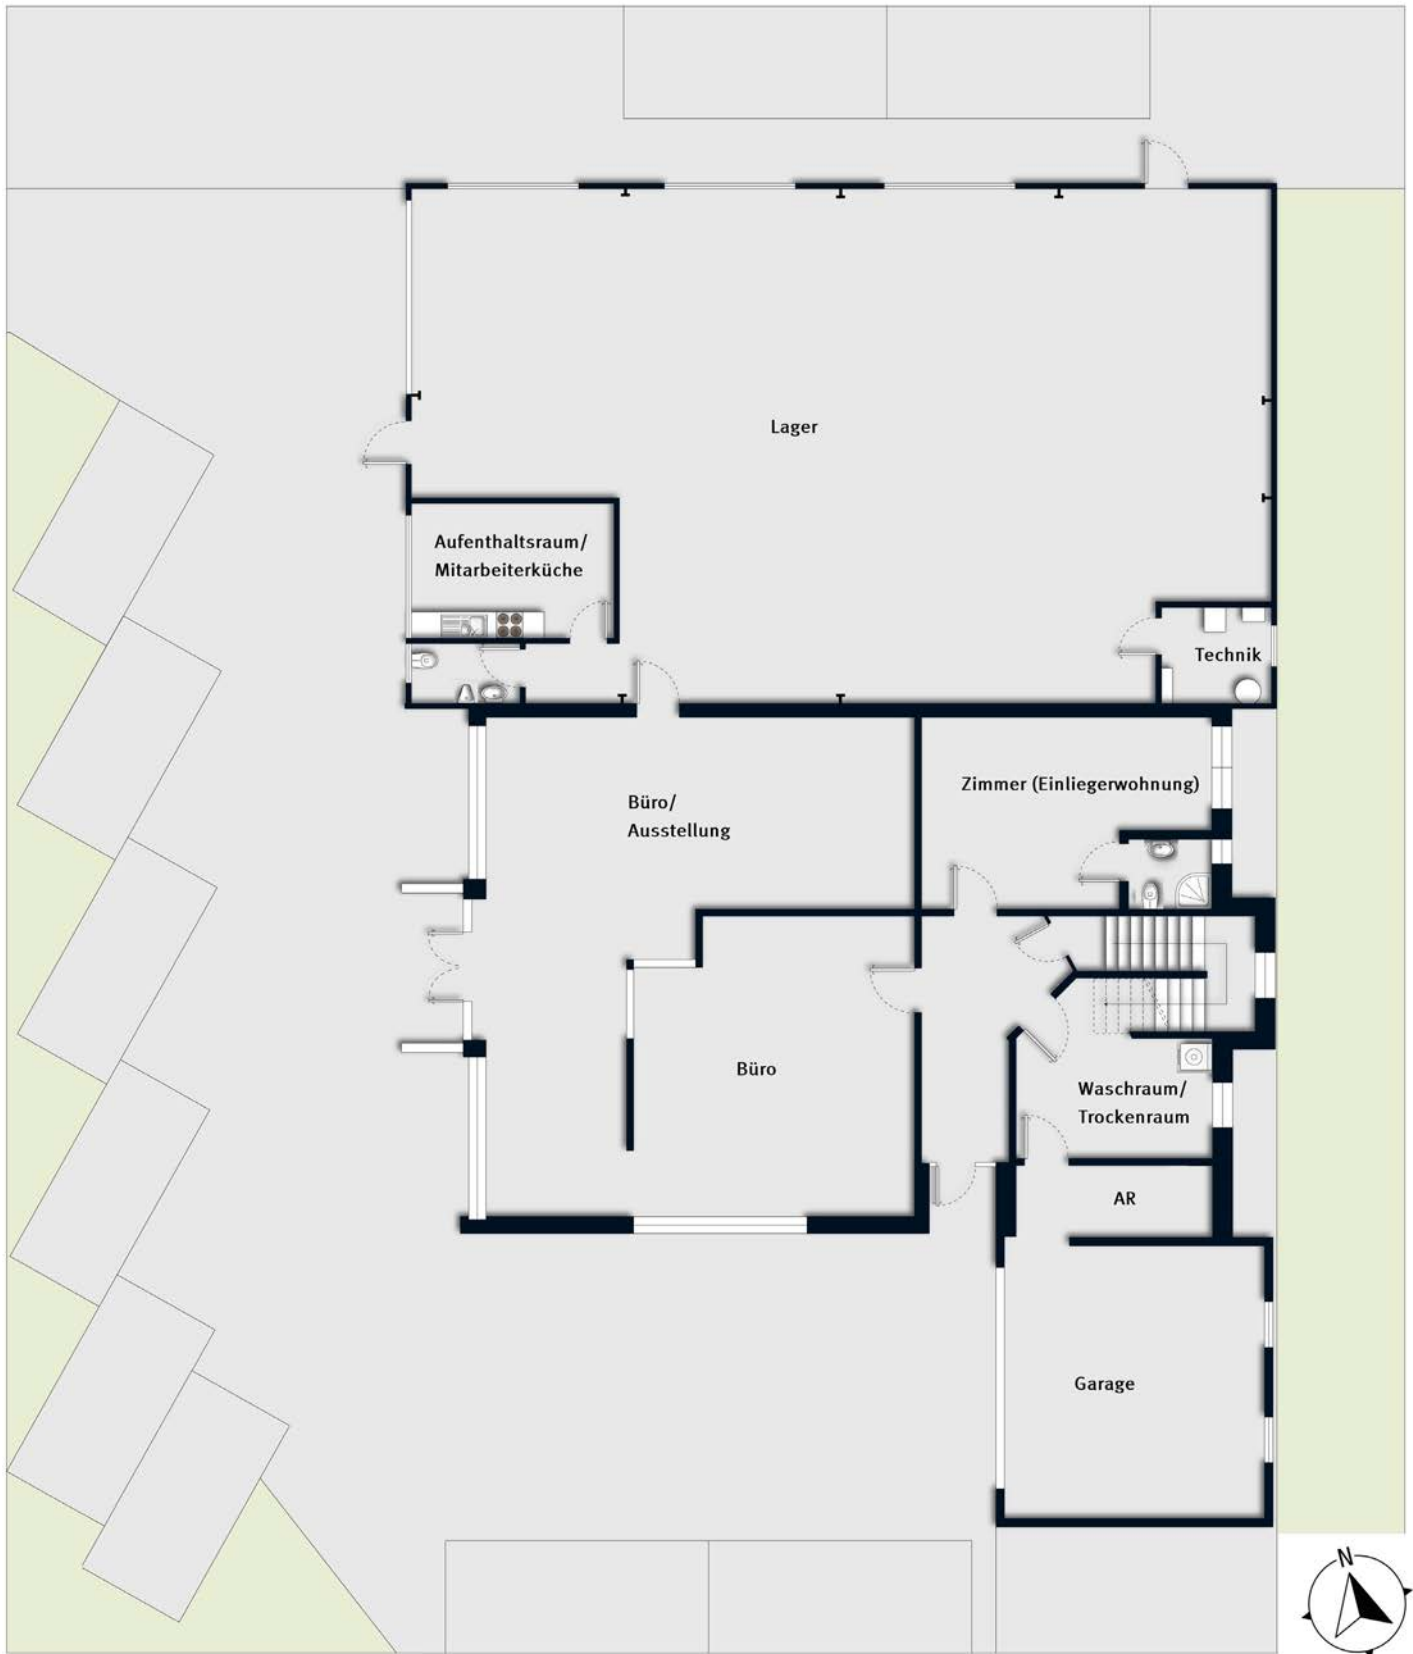 Lager
Aufenthaltsraum/
Mitarbeiterküche
Technik
Zimmer (Einliegerwohnung)
Büro/
Ausstellung
Büro
Waschraum/
Trockenraum
AR
Garage
N